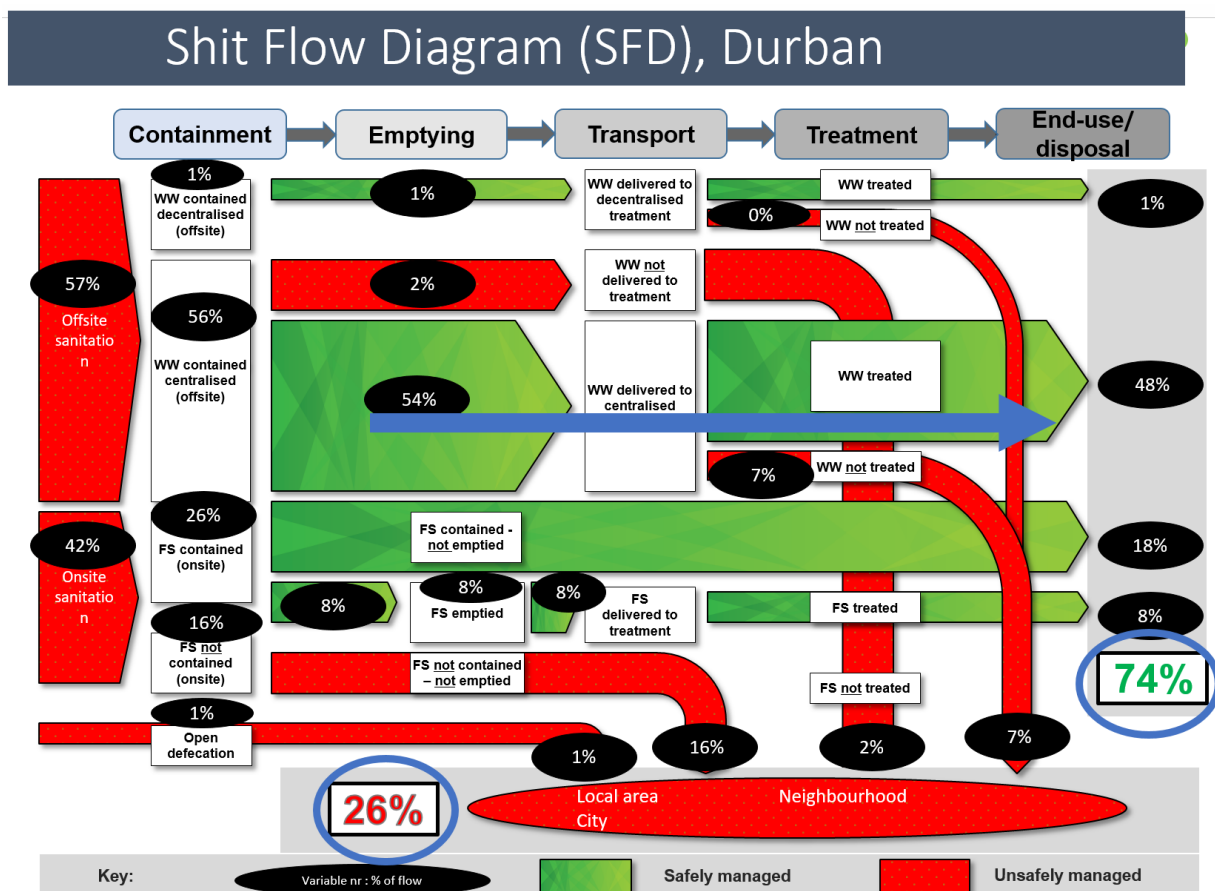 Shit Flow Diagram (SFD), Durban
Containment
Emptying
Transport
Treatment
End-use/
disposal
1%
WW contained
decentralised
(offsite)
1%
WW delivered to
decentralised
treatment
WW treated
1%
0%
WW not treated
57%
Offsite
sanitatio
n
56%
WW contained
centralised
(offsite)
2%
WW not
delivered to
treatment
54%
WW delivered to
centralised
WW treated
48%
7%
WW not treated
42%
Onsite
sanitatio
n
26%
FS contained
(onsite)
FS contained -
not emptied
18%
8%
8%
FS emptied
8%
FS
delivered to
treatment
FS treated
8%
16%
FS not
contained
(onsite)
FS not contained
– not emptied
FS not treated
74%
1%
Open
defecation
1%
16%
2%
7%
26%
Local area
City
Neighbourhood
Key:
Variable nr : % of flow
Safely managed
Unsafely managed